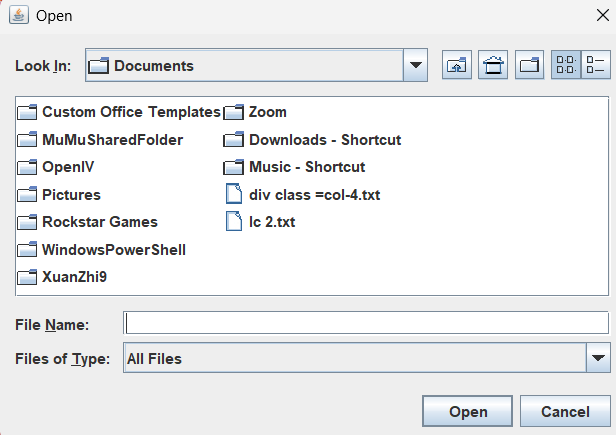 Open
Look In: Documents
Custom Office Templates
MuMuSharedFolder
OpenIV
Pictures
Rockstar Games
WindowsPowerShell
XuanZhi9
Zoom
Downloads - Shortcut
Music - Shortcut
div class =col-4.txt
lc 2.txt
File Name:
Files of Type: All Files
Open Cancel